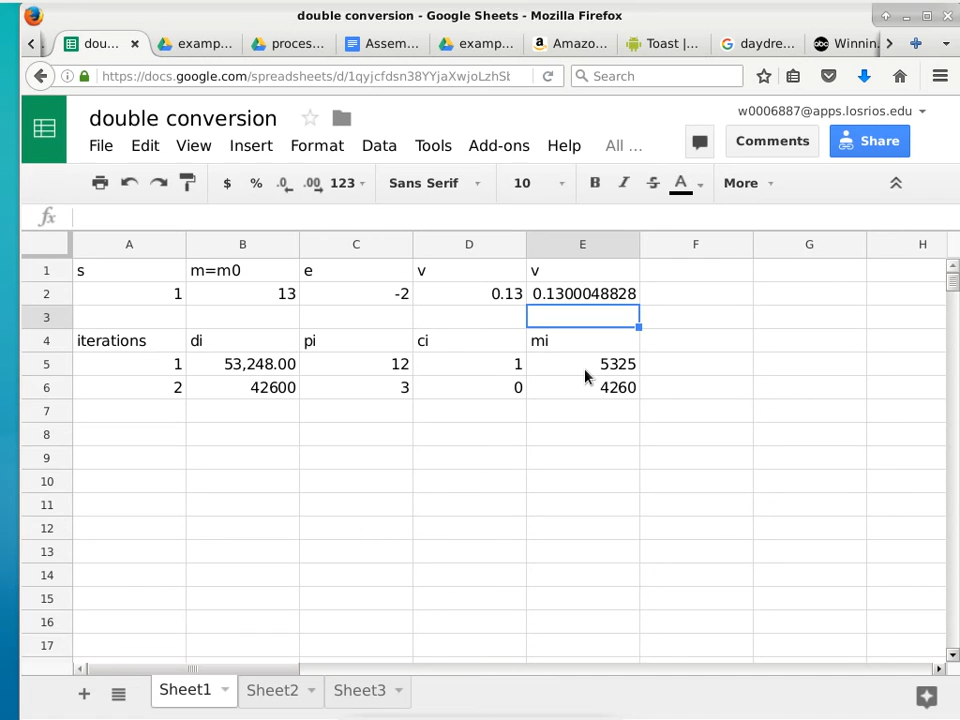 double conversion - Google Sheets - Mozilla Firefox
dou... examp... proces... Assem... examp... Amazo... Toast |... daydre... Winnin
https://docs.google.com/spreadsheets/d/1qyjcfdsn38YYjaXwjoLzhSb Search
double conversion
w0006887@apps.losrios.edu
File Edit View Insert Format Data Tools Add-ons Help All ...
Comments Share
$ % .0 .00 123 Sans Serif 10 B I S A More
fx
A B C D E F G H
1 s m=m0 e v v
2 1 13 -2 0.13 0.1300048828
3
4 iterations di pi ci mi
5 1 53,248.00 12 1 5325
6 2 42600 3 0 4260
7
8
9
10
11
12
13
14
15
16
17
Sheet1 Sheet2 Sheet3